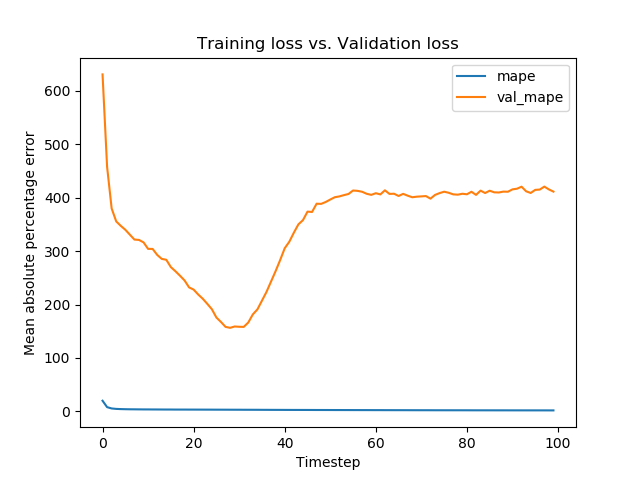 Training loss vs. Validation loss
mape
val_mape
600
500
400
300
200
100
0
Mean absolute percentage error
0 20 40 60 80 100
Timestep